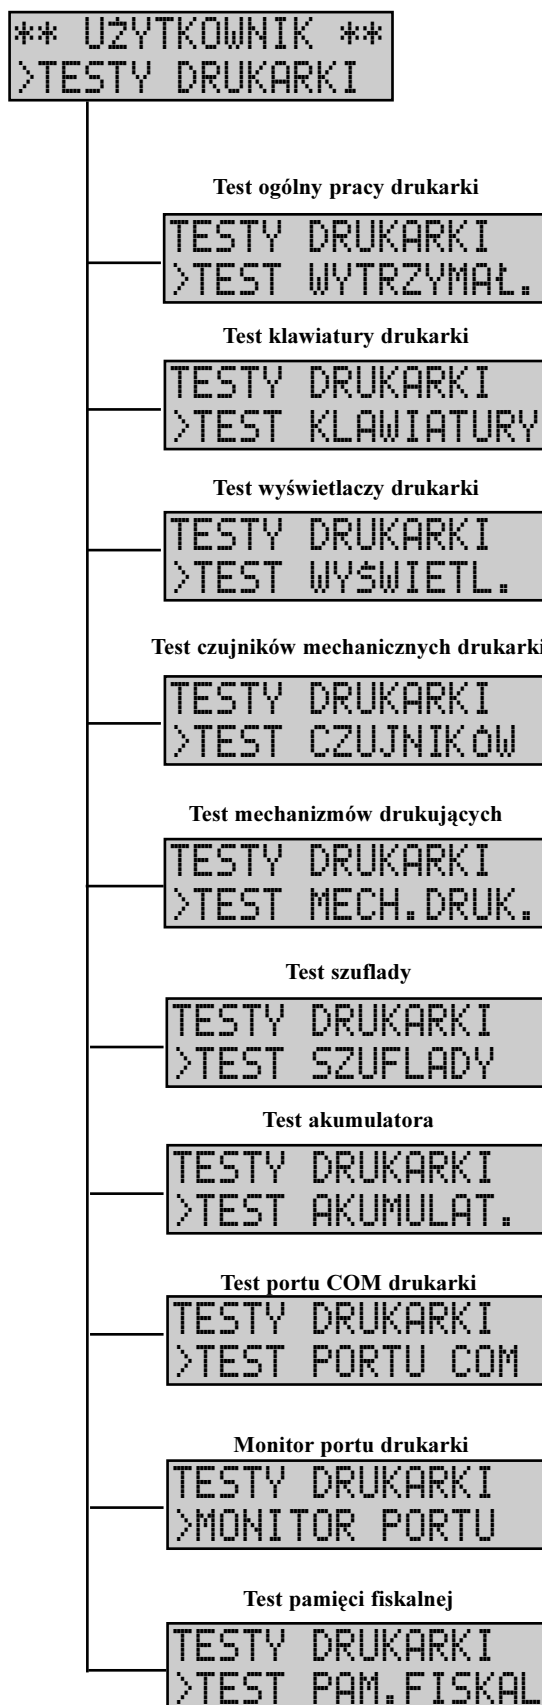 ** UŻYTKOWNIK **
>TESTY DRUKARKI
Test ogólny pracy drukarki
TESTY DRUKARKI
>TEST WYTRZYMAŁ.
Test klawiatury drukarki
TESTY DRUKARKI
>TEST KLAWIATURY
Test wyświetlaczy drukarki
TESTY DRUKARKI
>TEST WYŚWIETL.
Test czujników mechanicznych drukarki
TESTY DRUKARKI
>TEST CZUJNIKÓW
Test mechanizmów drukujących
TESTY DRUKARKI
>TEST MECH.DRUK.
Test szuflady
TESTY DRUKARKI
>TEST SZUFLADY
Test akumulatora
TESTY DRUKARKI
>TEST AKUMULAT.
Test portu COM drukarki
TESTY DRUKARKI
>TEST PORTU COM
Monitor portu drukarki
TESTY DRUKARKI
>MONITOR PORTU
Test pamięci fiskalnej
TESTY DRUKARKI
>TEST PAM.FISKAL